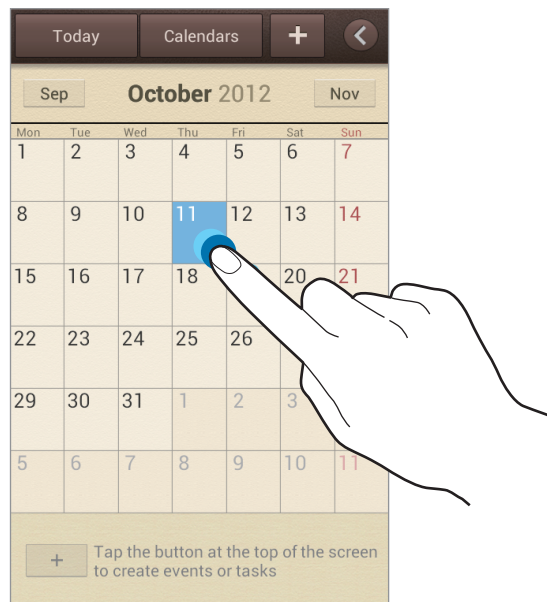 Today Calendars +
Sep October 2012 Nov
Mon Tue Wed Thu Fri Sat Sun
1 2 3 4 5 6 7
8 9 10 11 12 13 14
15 16 17 18 20 21
22 23 24 25 26
29 30 31 1 2 3
5 6 7 8 9 10 11
+ Tap the button at the top of the screen
to create events or tasks